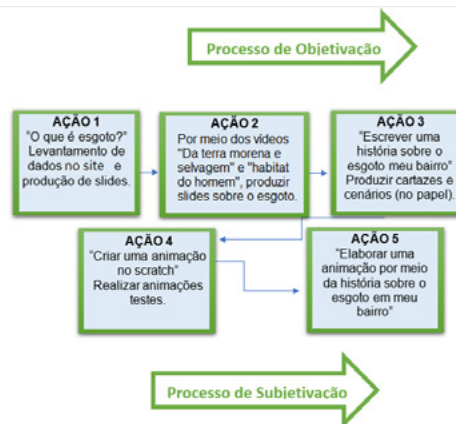 Processo de Objetivação
AÇÃO 1
"O que é esgoto?"
Levantamento de
dados no site e
produção de slides.
AÇÃO 2
Por meio dos vídeos
"Da terra morena e
selvagem" e "habitat
do homem", produzir
slides sobre o esgoto.
AÇÃO 3
"Escrever uma
história sobre o
esgoto meu bairro"
Produzir cartazes e
cenários (no papel).
AÇÃO 4
"Criar uma animação
no scratch"
Realizar animações
testes.
AÇÃO 5
"Elaborar uma
animação por meio
da história sobre o
esgoto em meu
bairro"
Processo de Subjetivação